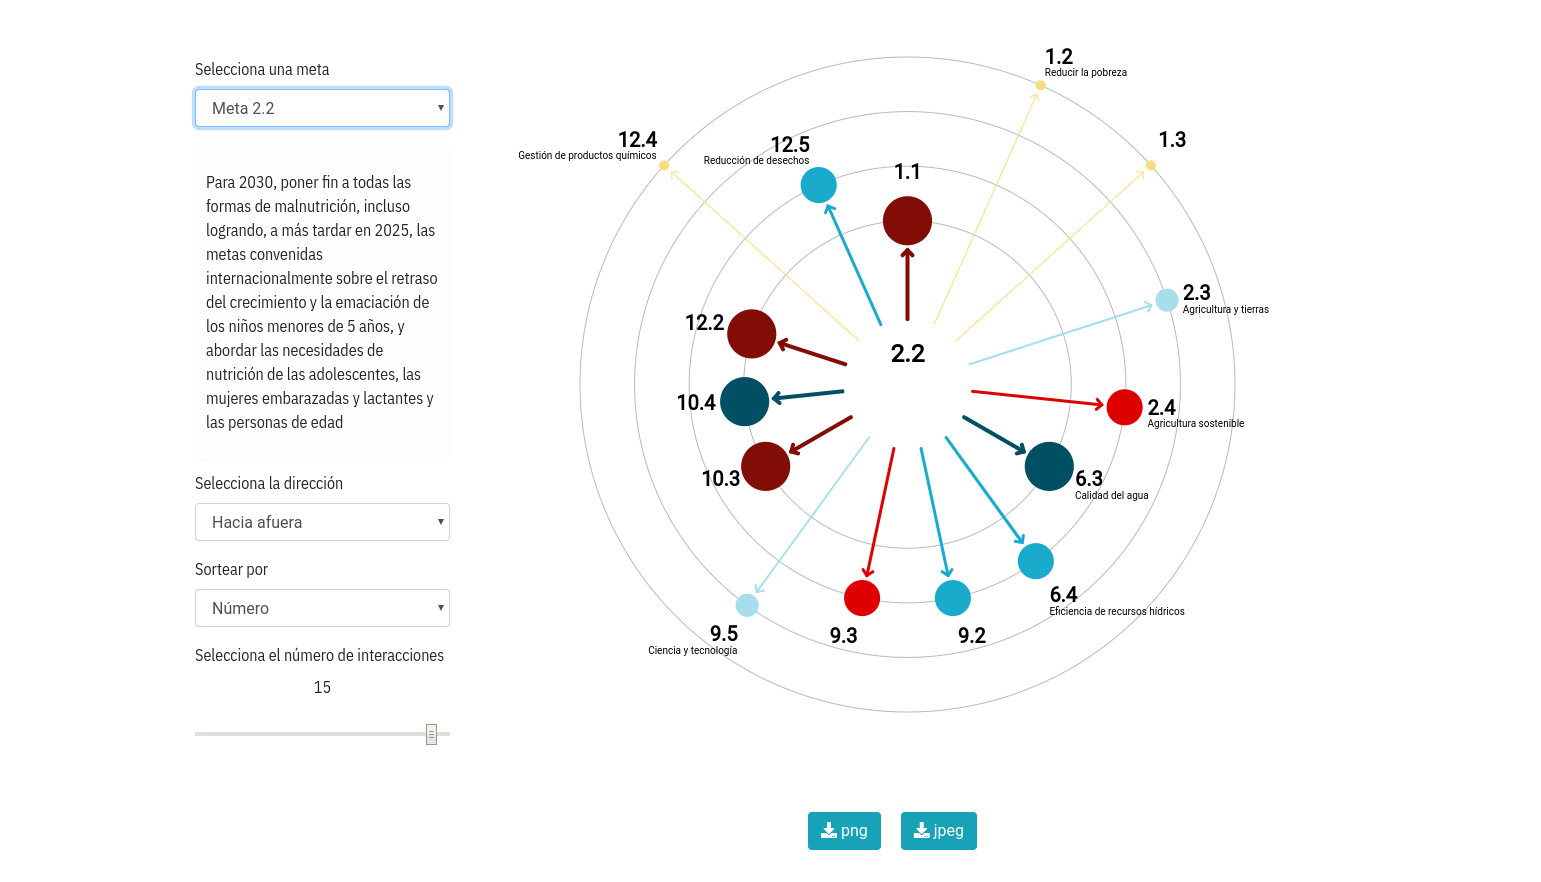 Selecciona una meta
Meta 2.2
Para 2030, poner fin a todas las
formas de malnutrición, incluso
logrando, a más tardar en 2025, las
metas convenidas
internacionalmente sobre el retraso
del crecimiento y la emaciación de
los niños menores de 5 años, y
abordar las necesidades de
nutrición de las adolescentes, las
mujeres embarazadas y lactantes y
las personas de edad
Selecciona la dirección
Hacia afuera
Sortear por
Número
Selecciona el número de interacciones
15
1.2
Reducir la pobreza
12.4
Gestión de productos químicos
12.5
Reducción de desechos
1.1
1.3
2.3
Agricultura y tierras
12.2
2.2
10.4
2.4
Agricultura sostenible
10.3
6.3
Calidad del agua
6.4
Eficiencia de recursos hídricos
9.5
Ciencia y tecnología
9.3
9.2
png
jpeg